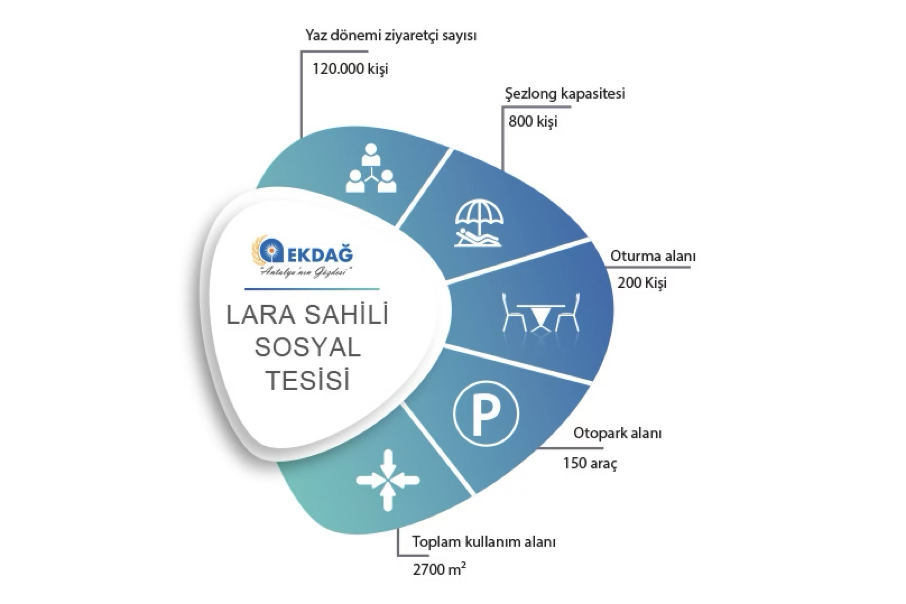 Yaz dönemi ziyaretçi sayısı
120.000 kişi
Şezlong kapasitesi
800 kişi
EKDAĞ
"Antalya'nın Gözdesi"
LARA SAHİLİ
SOSYAL
TESİSİ
Oturma alanı
200 Kişi
P
Otopark alanı
150 araç
Toplam kullanım alanı
2700 m²